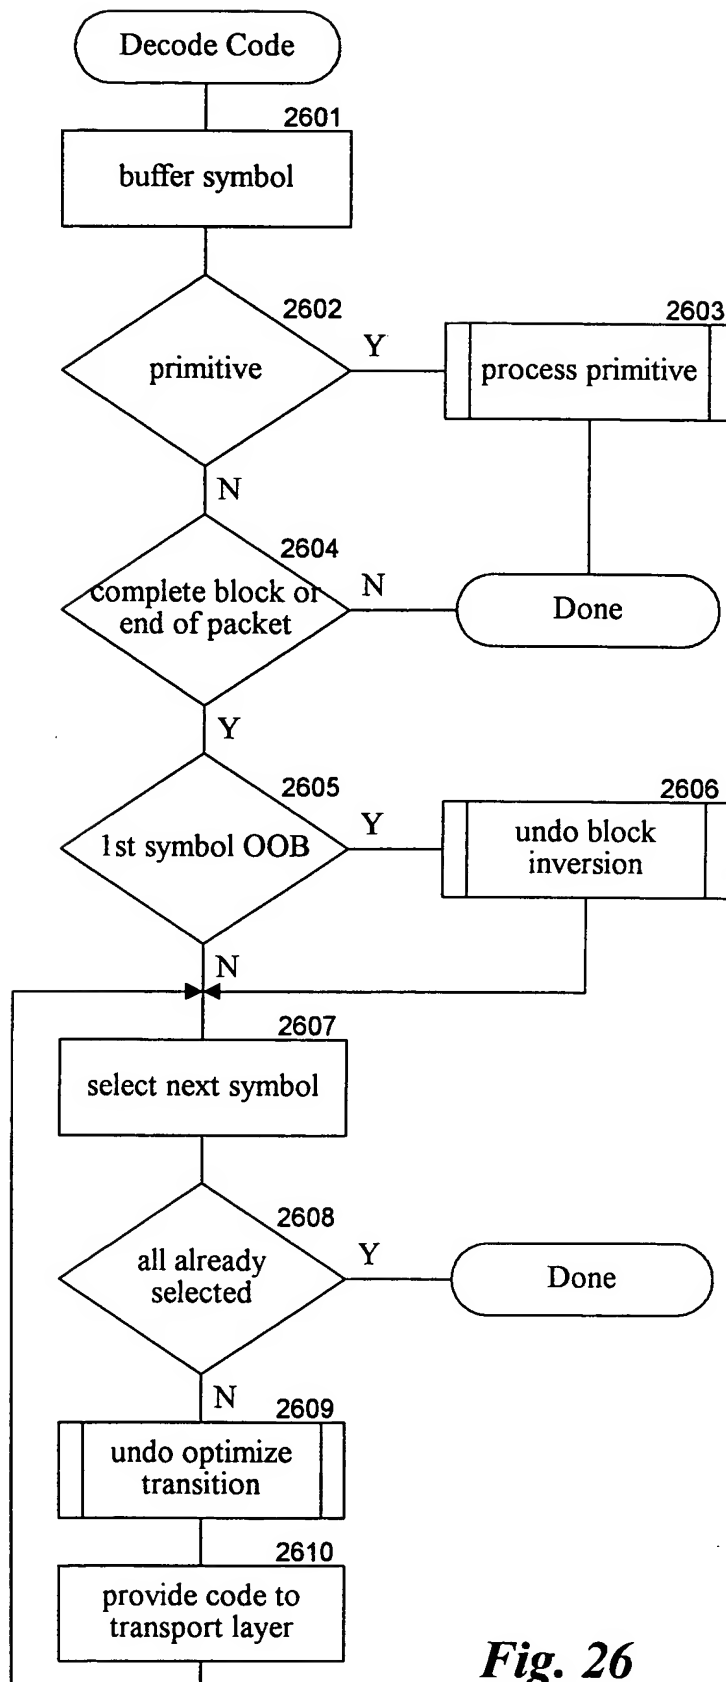 Decode Code
2601
buffer symbol
2602
primitive
Y
2603
process primitive
N
2604
complete block or
end of packet
N
Done
Y
2605
1st symbol OOB
Y
2606
undo block
inversion
N
2607
select next symbol
2608
all already
selected
Y
Done
N
2609
undo optimize
transition
2610
provide code to
transport layer
Fig. 26